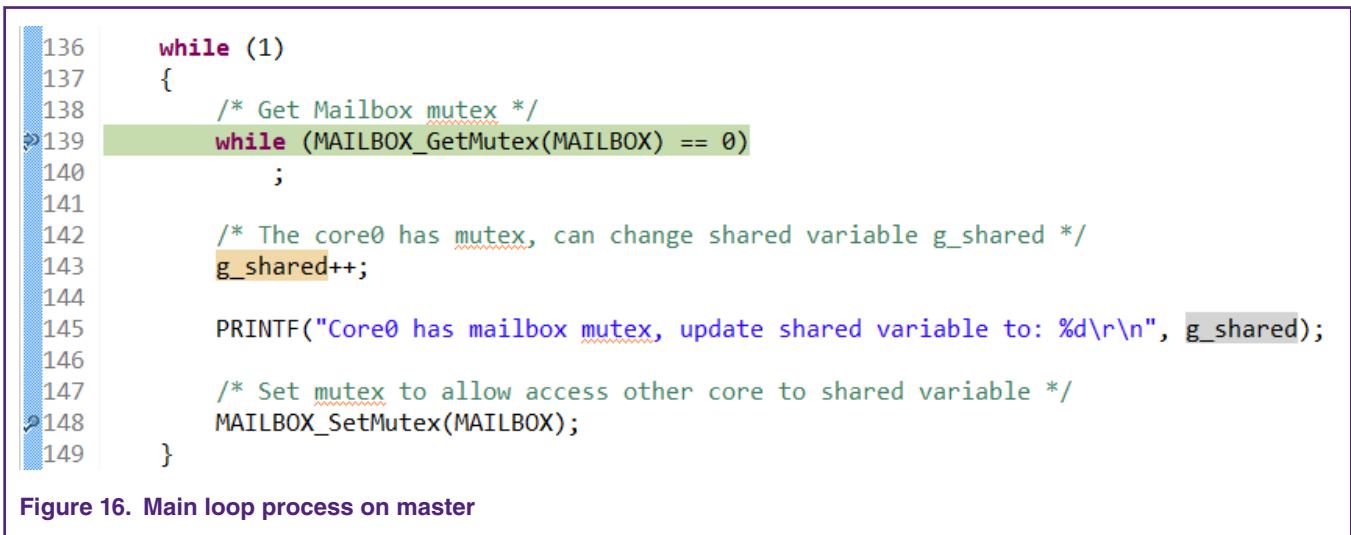 136 while (1)
137 {
138 /* Get Mailbox mutex */
139 while (MAILBOX_GetMutex(MAILBOX) == 0)
140 ;
141
142 /* The core0 has mutex, can change shared variable g_shared */
143 g_shared++;
144
145 PRINTF("Core0 has mailbox mutex, update shared variable to: %d\r\n", g_shared);
146
147 /* Set mutex to allow access other core to shared variable */
148 MAILBOX_SetMutex(MAILBOX);
149 }
Figure 16. Main loop process on master